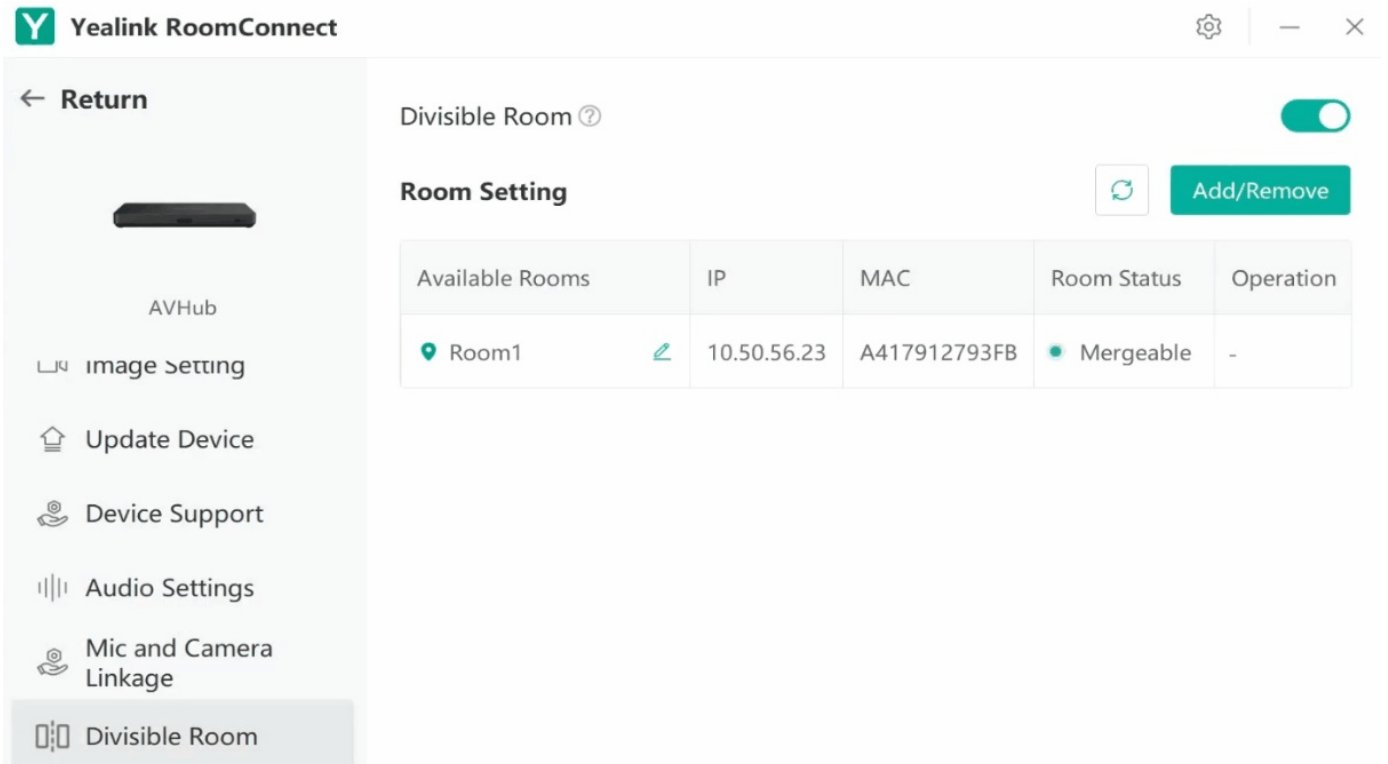 Yealink RoomConnect
Return
AVHub
Image Setting
Update Device
Device Support
Audio Settings
Mic and Camera
Linkage
Divisible Room
Divisible Room
Room Setting
Add/Remove
Available Rooms IP MAC Room Status Operation
Room1 10.50.56.23 A417912793FB Mergeable -